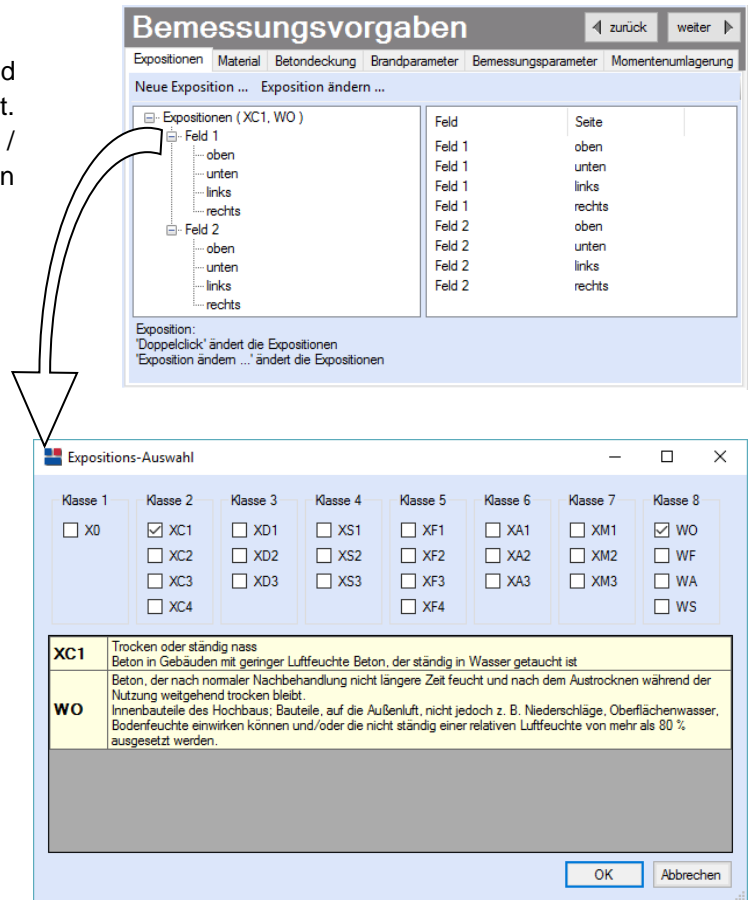 Bemessungsvorgaben
zurück weiter
Expositionen Material Betondeckung Brandparameter Bemessungsparameter Momentenumlagerung
Neue Exposition ... Exposition ändern ...
d
t.
/
n
Expositionen ( XC1, WO )
Feld 1
oben
unten
links
rechts
Feld 2
oben
unten
links
rechts
Feld Seite
Feld 1 oben
Feld 1 unten
Feld 1 links
Feld 1 rechts
Feld 2 oben
Feld 2 unten
Feld 2 links
Feld 2 rechts
Exposition:
'Doppelclick' ändert die Expositionen
'Exposition ändern ...' ändert die Expositionen
Expositions-Auswahl
Klasse 1 Klasse 2 Klasse 3 Klasse 4 Klasse 5 Klasse 6 Klasse 7 Klasse 8
X0 XC1 XD1 XS1 XF1 XA1 XM1 WO
XC2 XD2 XS2 XF2 XA2 XM2 WF
XC3 XD3 XS3 XF3 XA3 XM3 WA
XC4 XF4 WS
XC1 Trocken oder ständig nass
Beton in Gebäuden mit geringer Luftfeuchte Beton, der ständig in Wasser getaucht ist
Beton, der nach normaler Nachbehandlung nicht längere Zeit feucht und nach dem Austrocknen während der
Nutzung weitgehend trocken bleibt.
WO Innenbauteile des Hochbaus; Bauteile, auf die Außenluft, nicht jedoch z. B. Niederschläge, Oberflächenwasser,
Bodenfeuchte einwirken können und/oder die nicht ständig einer relativen Luftfeuchte von mehr als 80 %
ausgesetzt werden.
OK Abbrechen